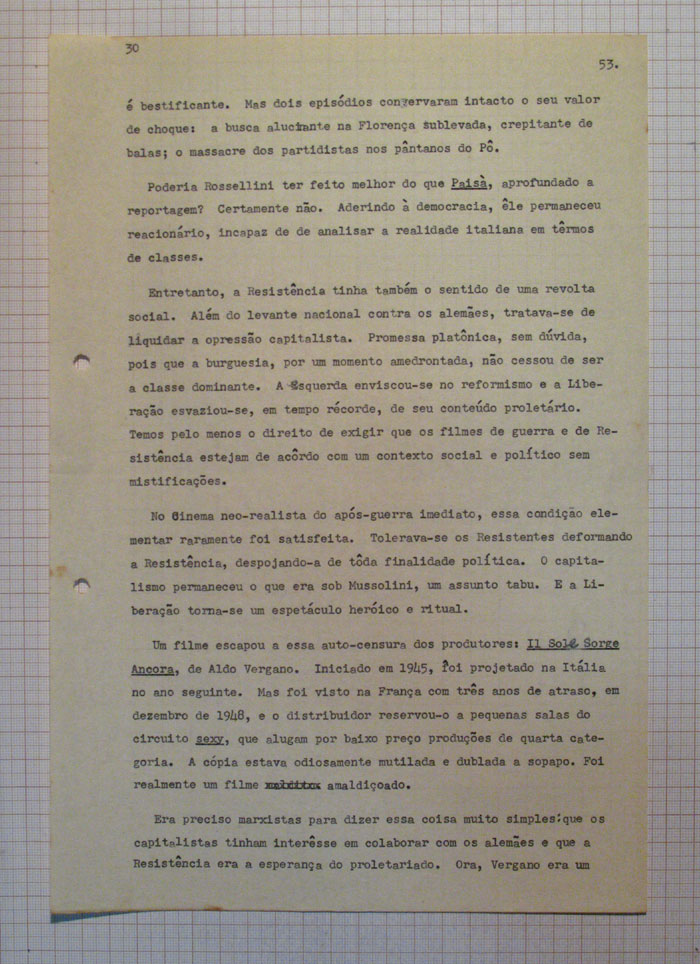 30
53.
é bestificante. Mas dois episódios conservaram intacto o seu valor
de choque: a busca alucinante na Florença sublevada, crepitante de
balas; o massacre dos partidistas nos pântanos do Pô.
Poderia Rossellini ter feito melhor do que Paisà, aprofundado a
reportagem? Certamente não. Aderindo à democracia, êle permaneceu
reacionário, incapaz de de analisar a realidade italiana em têrmos
de classes.
Entretanto, a Resistência tinha também o sentido de uma revolta
social. Além do levante nacional contra os alemães, tratava-se de
liquidar a opressão capitalista. Promessa platônica, sem dúvida,
pois que a burguesia, por um momento amedrontada, não cessou de ser
a classe dominante. A Esquerda enviscou-se no reformismo e a Libe-
ração esvaziou-se, em tempo récorde, de seu conteúdo proletário.
Temos pelo menos o direito de exigir que os filmes de guerra e de Re-
sistência estejam de acôrdo com um contexto social e político sem
mistificações.
No Cinema neo-realista do após-guerra imediato, essa condição ele-
mentar raramente foi satisfeita. Tolerava-se os Resistentes deformando
a Resistência, despojando-a de tôda finalidade política. O capita-
lismo permaneceu o que era sob Mussolini, um assunto tabu. E a Li-
beração torna-se um espetáculo heróico e ritual.
Um filme escapou a essa auto-censura dos produtores: Il Sole Sorge
Ancora, de Aldo Vergano. Iniciado em 1945, foi projetado na Itália
no ano seguinte. Mas foi visto na França com três anos de atraso, em
dezembro de 1948, e o distribuidor reservou-o a pequenas salas do
circuito sexy, que alugam por baixo preço produções de quarta cate-
goria. A cópia estava odiosamente mutilada e dublada a sopapo. Foi
realmente um filme amaldiçoado.
Era preciso marxistas para dizer essa coisa muito simples: que os
capitalistas tinham interêsse em colaborar com os alemães e que a
Resistência era a esperança do proletariado. Ora, Vergano era um